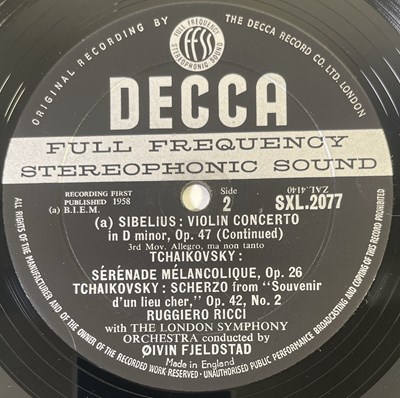 ORIGINAL RECORDING BY
THE DECCA RECORD CO. LTD. LONDON
FULL FREQUENCY
ffss
STEREOPHONIC SOUND
DECCA
FULL FREQUENCY
STEREOPHONIC SOUND
RECORDING FIRST
PUBLISHED 1958
(a) B.I.E.M.
Side
2
ZAL.4140
SXL.2077
(a) SIBELIUS: VIOLIN CONCERTO
in D minor, Op. 47 (Continued)
3rd Mov. Allegro, ma non tanto
TCHAIKOVSKY:
SÉRÉNADE MÉLANCOLIQUE, Op. 26
TCHAIKOVSKY: SCHERZO from "Souvenir
d'un lieu cher," Op. 42, No. 2
RUGGIERO RICCI
with THE LONDON SYMPHONY
ORCHESTRA conducted by
ØIVIN FJELDSTAD
Made in England
ALL RIGHTS OF THE MANUFACTURER AND OF THE OWNER OF THE RECORDED WORK RESERVED · UNAUTHORISED PUBLIC PERFORMANCE BROADCASTING AND COPYING OF THIS RECORD PROHIBITED